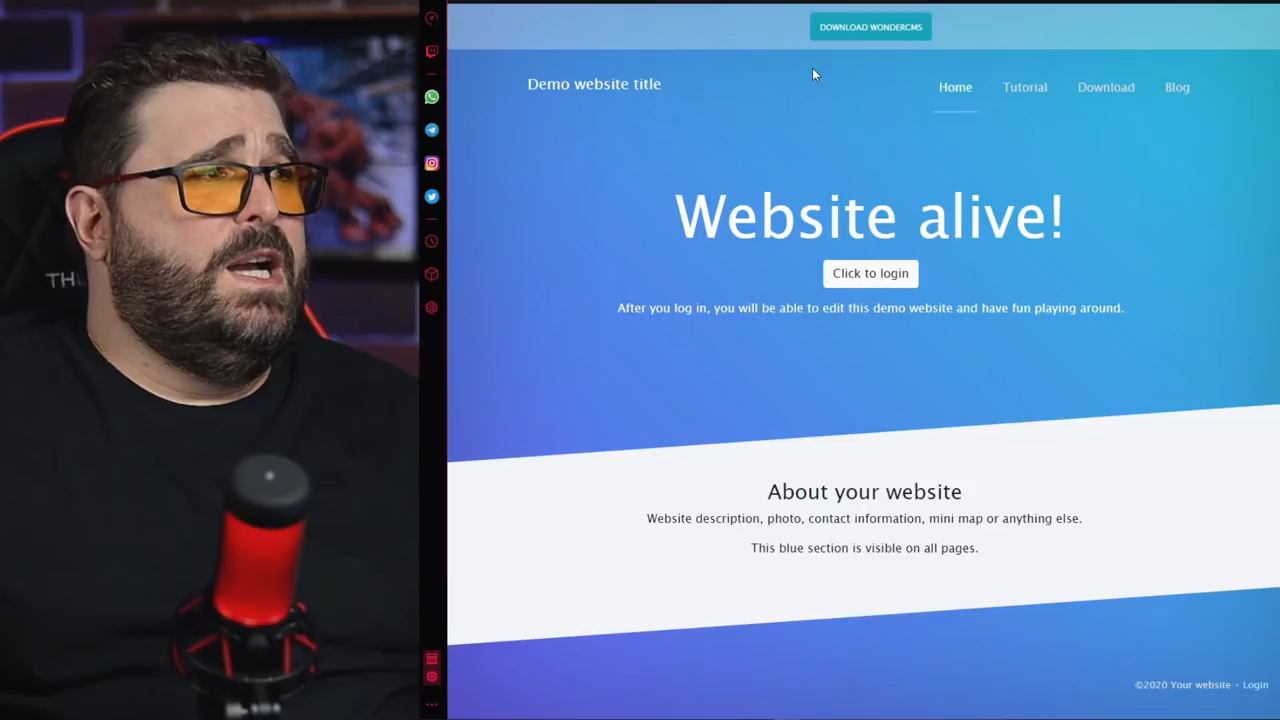 DOWNLOAD WONDERCMS
Demo website title
Home
Tutorial
Download
Blog
Website alive!
Click to login
After you log in, you will be able to edit this demo website and have fun playing around.
About your website
Website description, photo, contact information, mini map or anything else.
This blue section is visible on all pages.
©2020 Your website · Login
TH